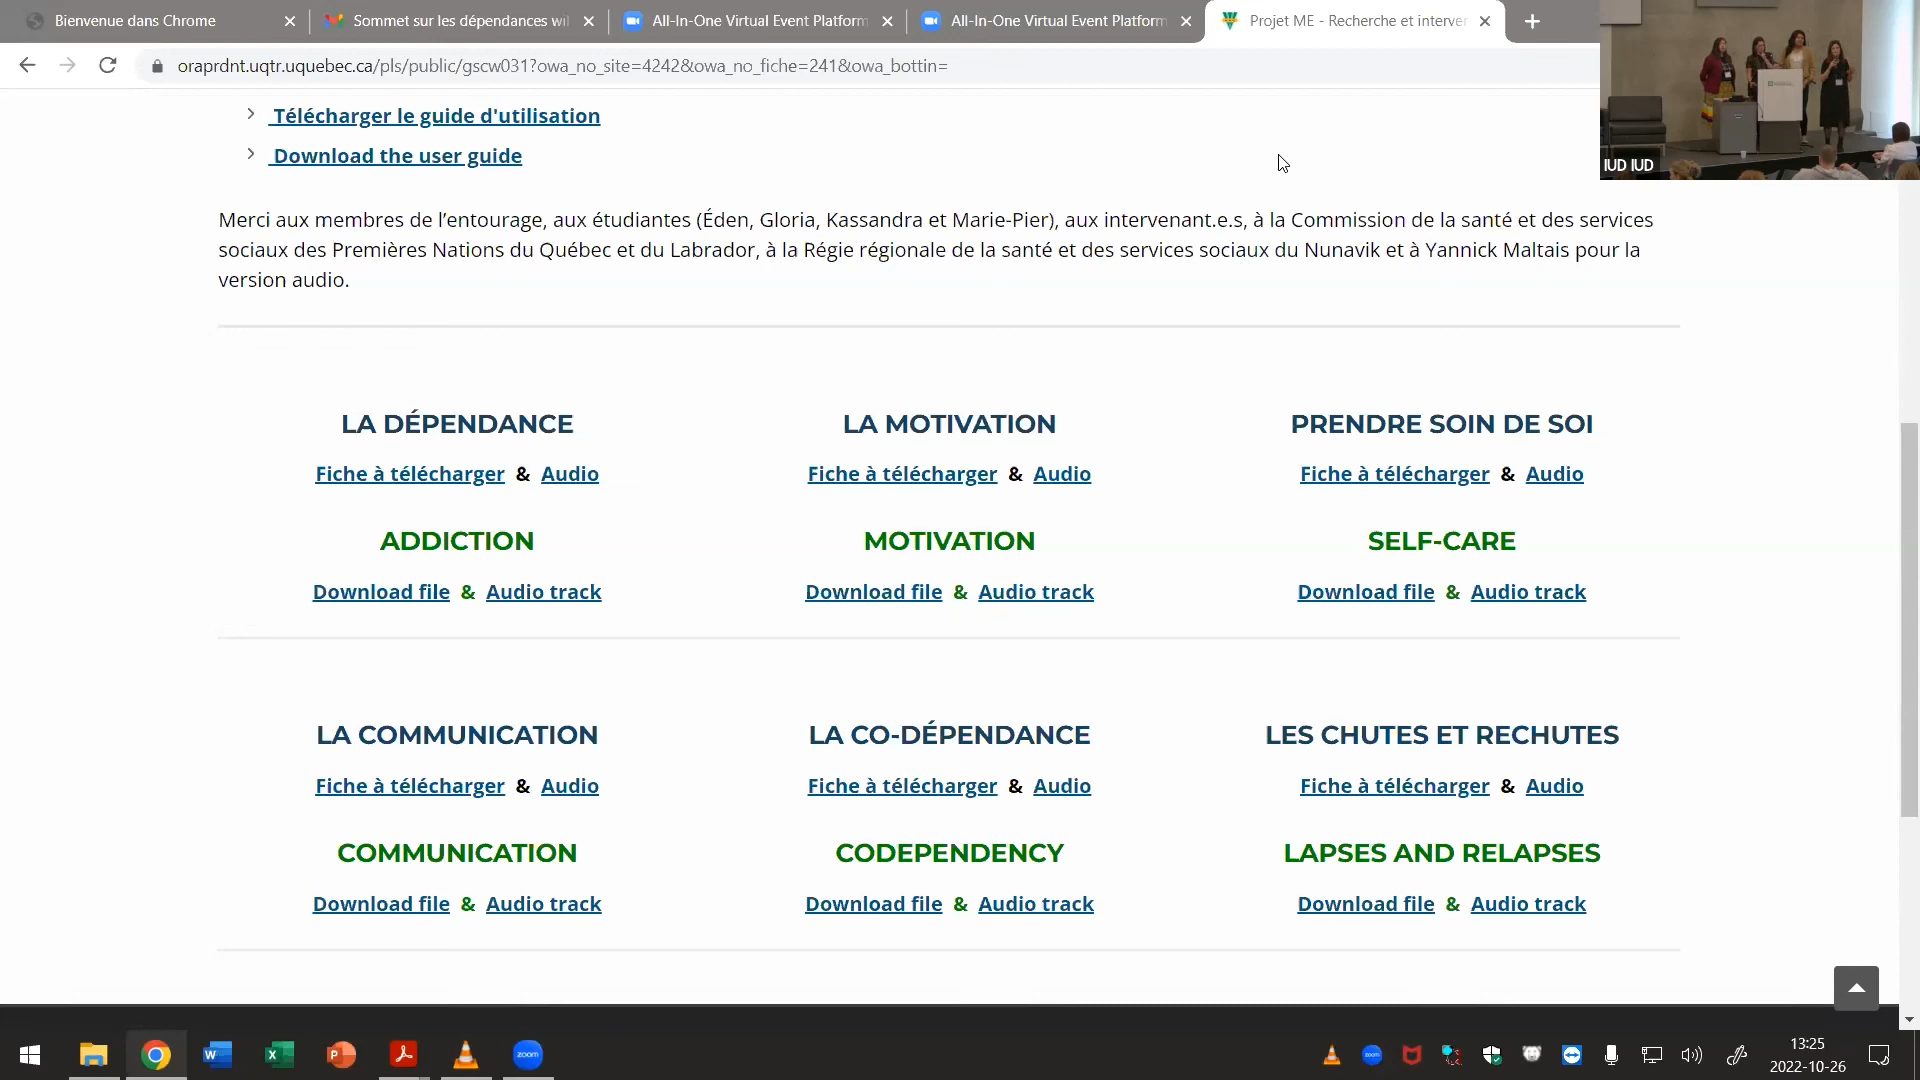 Bienvenue dans Chrome
Sommet sur les dépendances wi
All-In-One Virtual Event Platform
All-In-One Virtual Event Platform
Projet ME - Recherche et interver
oraprdnt.uqtr.uquebec.ca/pls/public/gscw031?owa_no_site=4242&owa_no_fiche=241&owa_bottin=
IUD IUD
Télécharger le guide d'utilisation
Download the user guide
Merci aux membres de l'entourage, aux étudiantes (Éden, Gloria, Kassandra et Marie-Pier), aux intervenant.e.s, à la Commission de la santé et des services
sociaux des Premières Nations du Québec et du Labrador, à la Régie régionale de la santé et des services sociaux du Nunavik et à Yannick Maltais pour la
version audio.
LA DÉPENDANCE
Fiche à télécharger & Audio
ADDICTION
Download file & Audio track
LA MOTIVATION
Fiche à télécharger & Audio
MOTIVATION
Download file & Audio track
PRENDRE SOIN DE SOI
Fiche à télécharger & Audio
SELF-CARE
Download file & Audio track
LA COMMUNICATION
Fiche à télécharger & Audio
COMMUNICATION
Download file & Audio track
LA CO-DÉPENDANCE
Fiche à télécharger & Audio
CODEPENDENCY
Download file & Audio track
LES CHUTES ET RECHUTES
Fiche à télécharger & Audio
LAPSES AND RELAPSES
Download file & Audio track
zoom
13:25
2022-10-26